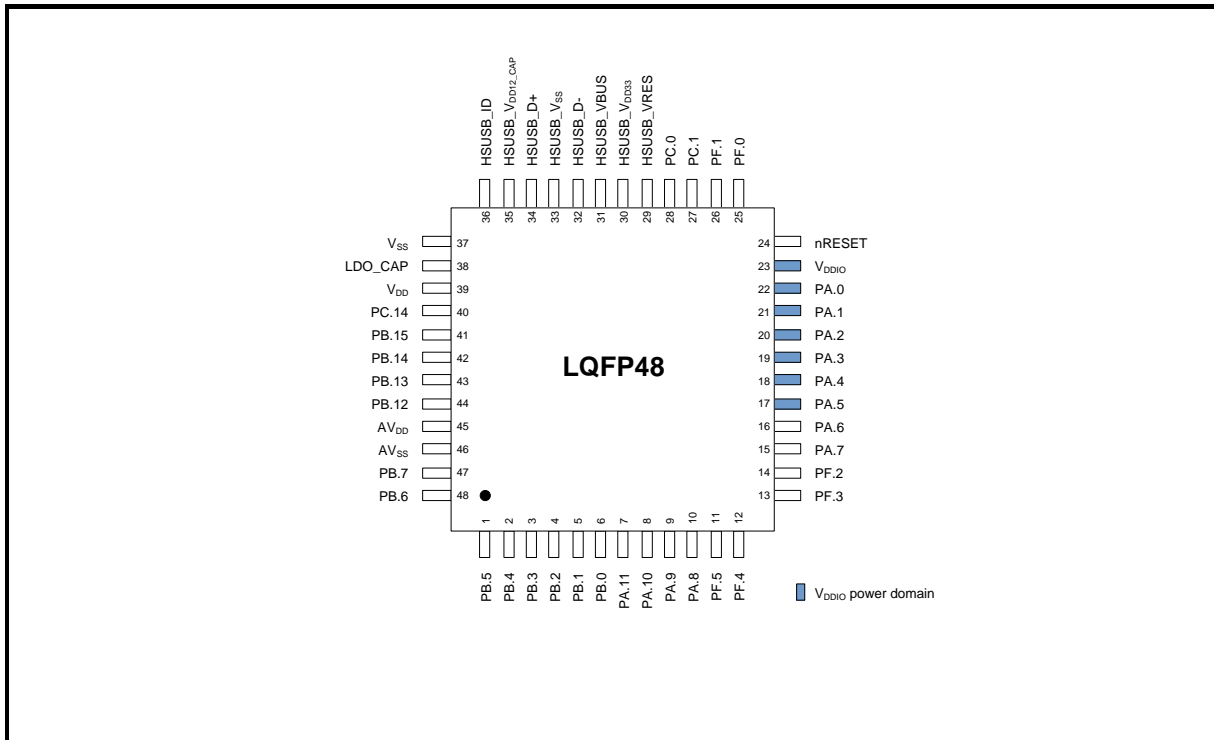 HSUSB_ID
HSUSB_VDD12_CAP
HSUSB_D+
HSUSB_VSS
HSUSB_D-
HSUSB_VBUS
HSUSB_VDD33
HSUSB_VRES
PC.0
PC.1
PF.1
PF.0
36
35
34
33
32
31
30
29
28
27
26
25
VSS 37
LDO_CAP 38
VDD 39
PC.14 40
PB.15 41
PB.14 42
PB.13 43
PB.12 44
AVDD 45
AVSS 46
PB.7 47
PB.6 48
LQFP48
24 nRESET
23 VDDIO
22 PA.0
21 PA.1
20 PA.2
19 PA.3
18 PA.4
17 PA.5
16 PA.6
15 PA.7
14 PF.2
13 PF.3
1
2
3
4
5
6
7
8
9
10
11
12
PB.5
PB.4
PB.3
PB.2
PB.1
PB.0
PA.11
PA.10
PA.9
PA.8
PF.5
PF.4
VDDIO power domain